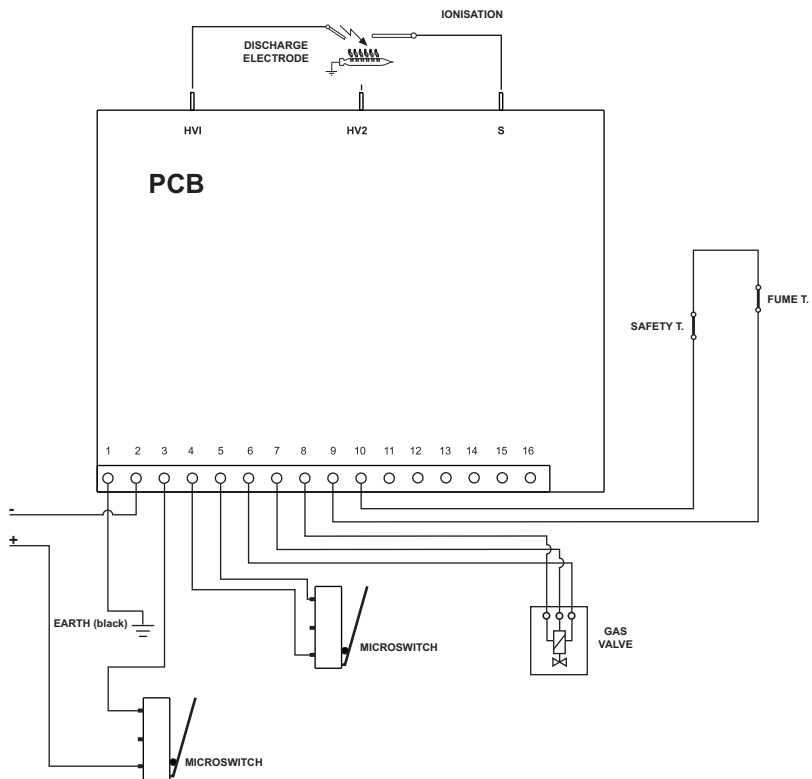 IONISATION
DISCHARGE
ELECTRODE
HV1
HV2
S
PCB
FUME T.
SAFETY T.
1 2 3 4 5 6 7 8 9 10 11 12 13 14 15 16
-
+
EARTH (black)
MICROSWITCH
GAS
VALVE
MICROSWITCH